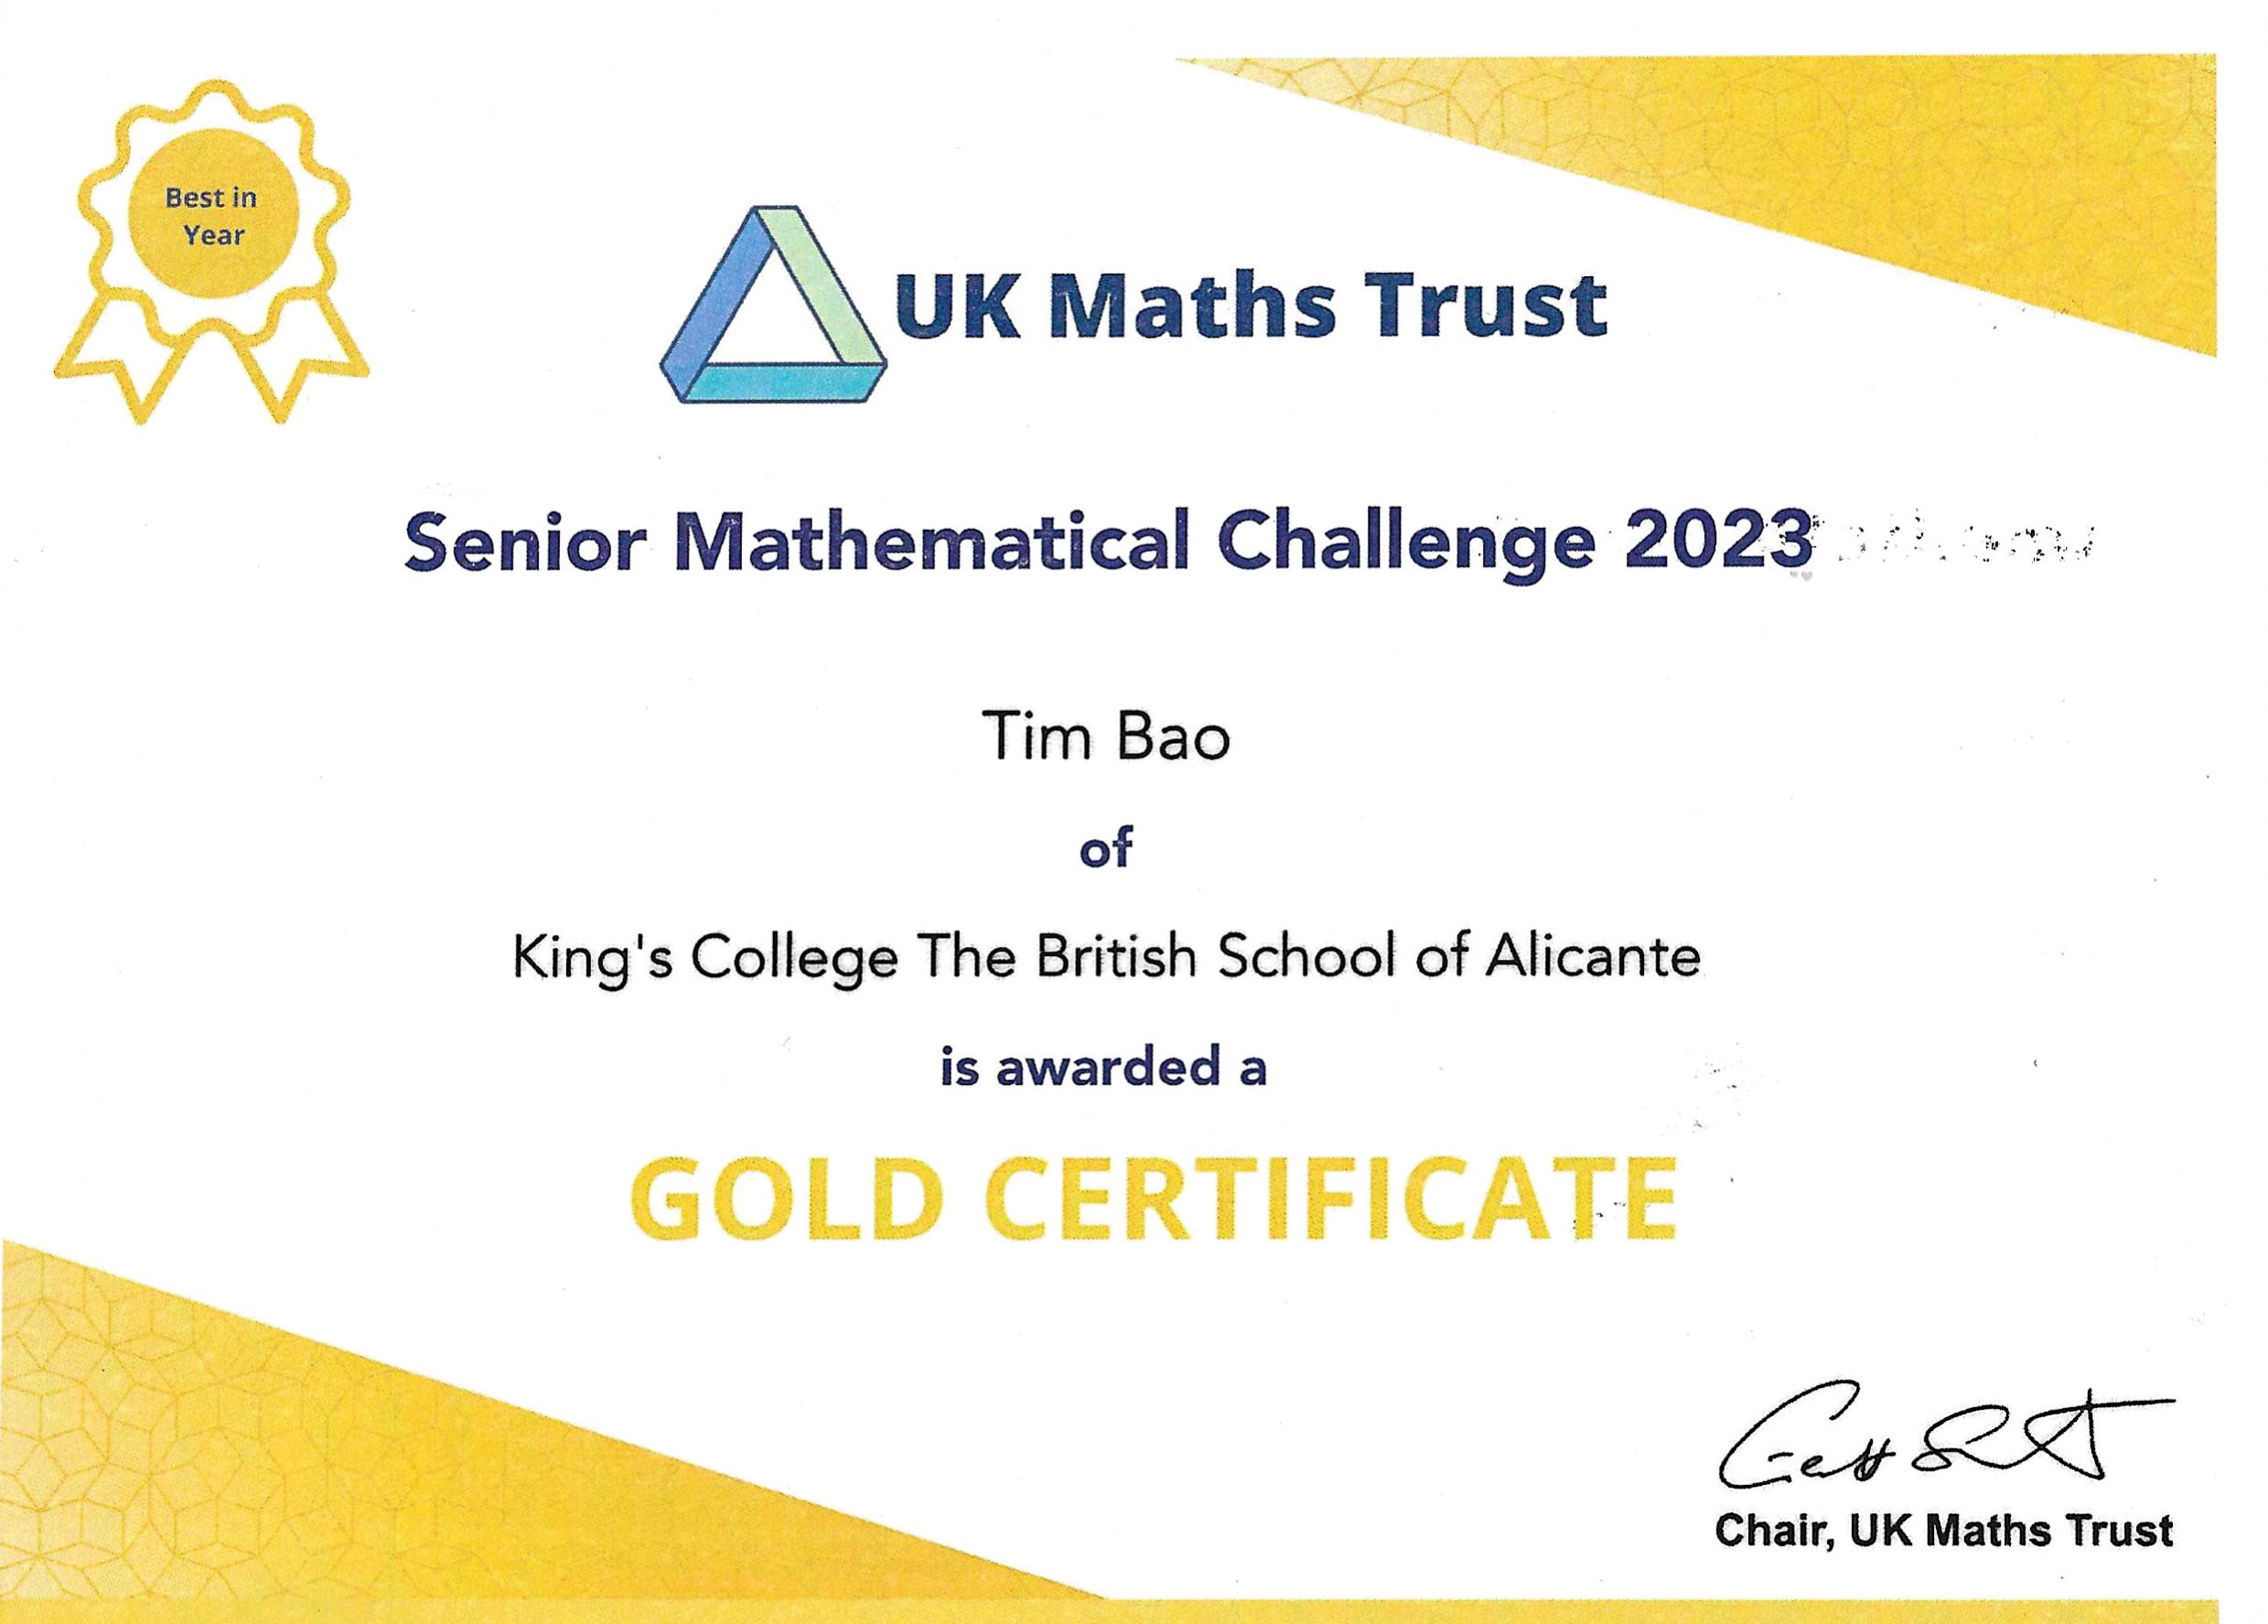 Best in
Year
UK Maths Trust
Senior Mathematical Challenge 2023
Tim Bao
of
King's College The British School of Alicante
is awarded a
GOLD CERTIFICATE
Chair, UK Maths Trust